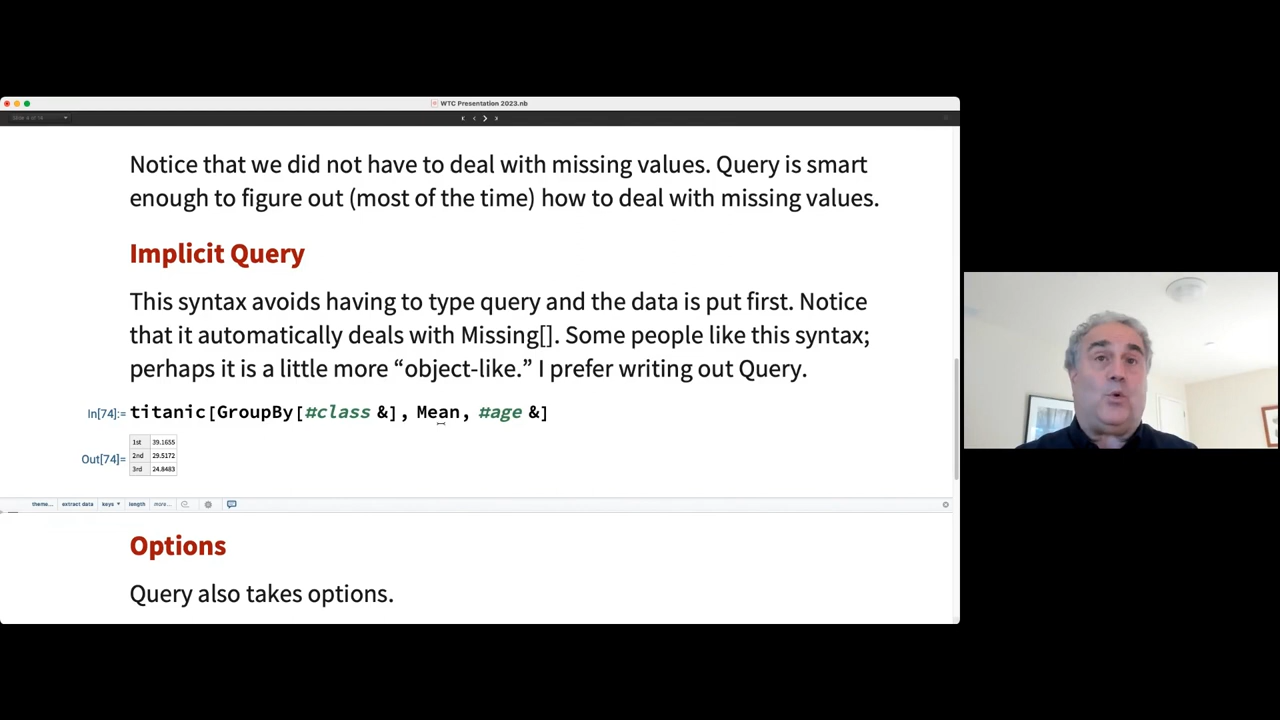 WTC Presentation 2023.nb
Slide 4 of 14
Notice that we did not have to deal with missing values. Query is smart
enough to figure out (most of the time) how to deal with missing values.
Implicit Query
This syntax avoids having to type query and the data is put first. Notice
that it automatically deals with Missing[]. Some people like this syntax;
perhaps it is a little more “object-like.” I prefer writing out Query.
In[74]:= titanic[GroupBy[#class &], Mean, #age &]
1st 39.1655
Out[74]= 2nd 29.5172
3rd 24.8483
theme... extract data keys length more...
Options
Query also takes options.